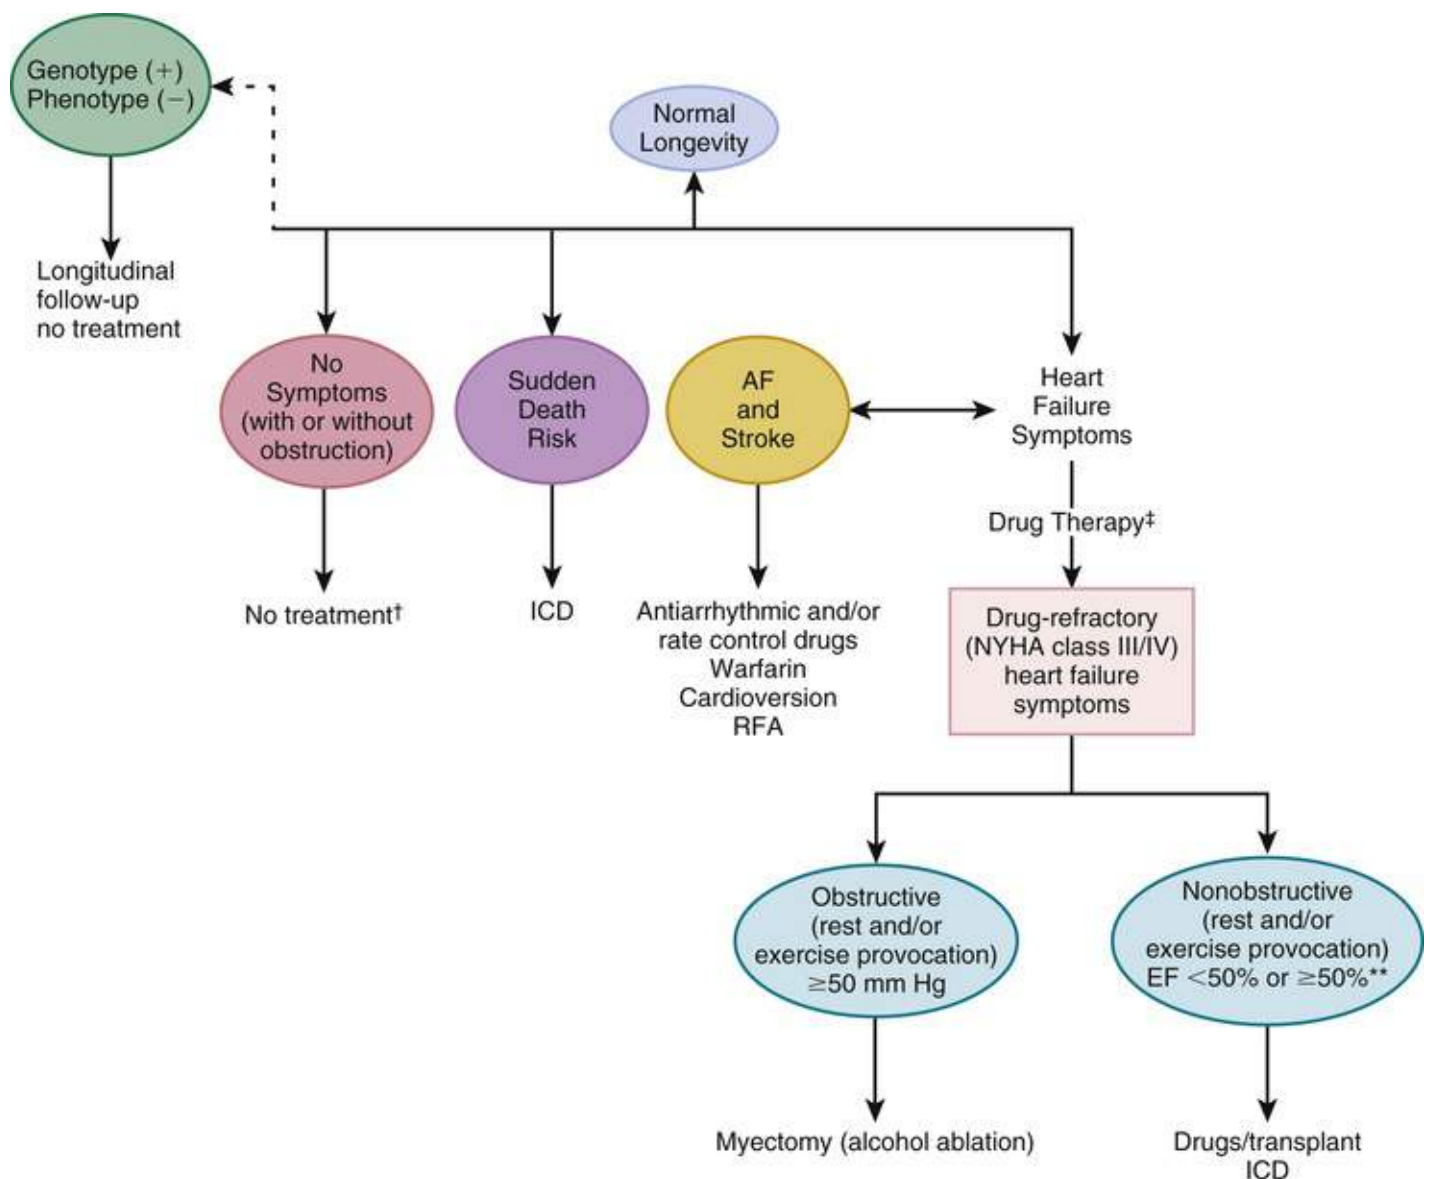 Genotype (+)
Phenotype (−)
Normal
Longevity
Longitudinal
follow-up
no treatment
No
Symptoms
(with or without
obstruction)
Sudden
Death
Risk
AF
and
Stroke
Heart
Failure
Symptoms
Drug Therapy‡
No treatment†
ICD
Antiarrhythmic and/or
rate control drugs
Warfarin
Cardioversion
RFA
Drug-refractory
(NYHA class III/IV)
heart failure
symptoms
Obstructive
(rest and/or
exercise provocation)
≥50 mm Hg
Nonobstructive
(rest and/or
exercise provocation)
EF <50% or ≥50%**
Myectomy (alcohol ablation)
Drugs/transplant
ICD